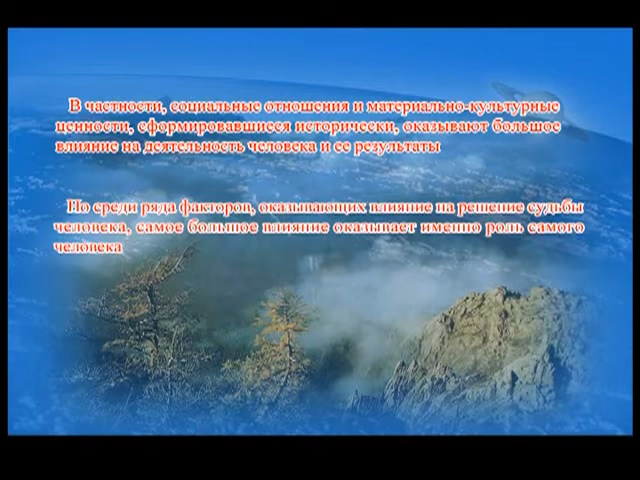 В частности, социальные отношения и материально-культурные
ценности, сформировавшиеся исторически, оказывают большое
влияние на деятельность человека и ее результаты
Но среди ряда факторов, оказывающих влияние на решение судьбы
человека, самое большое влияние оказывает именно роль самого
человека